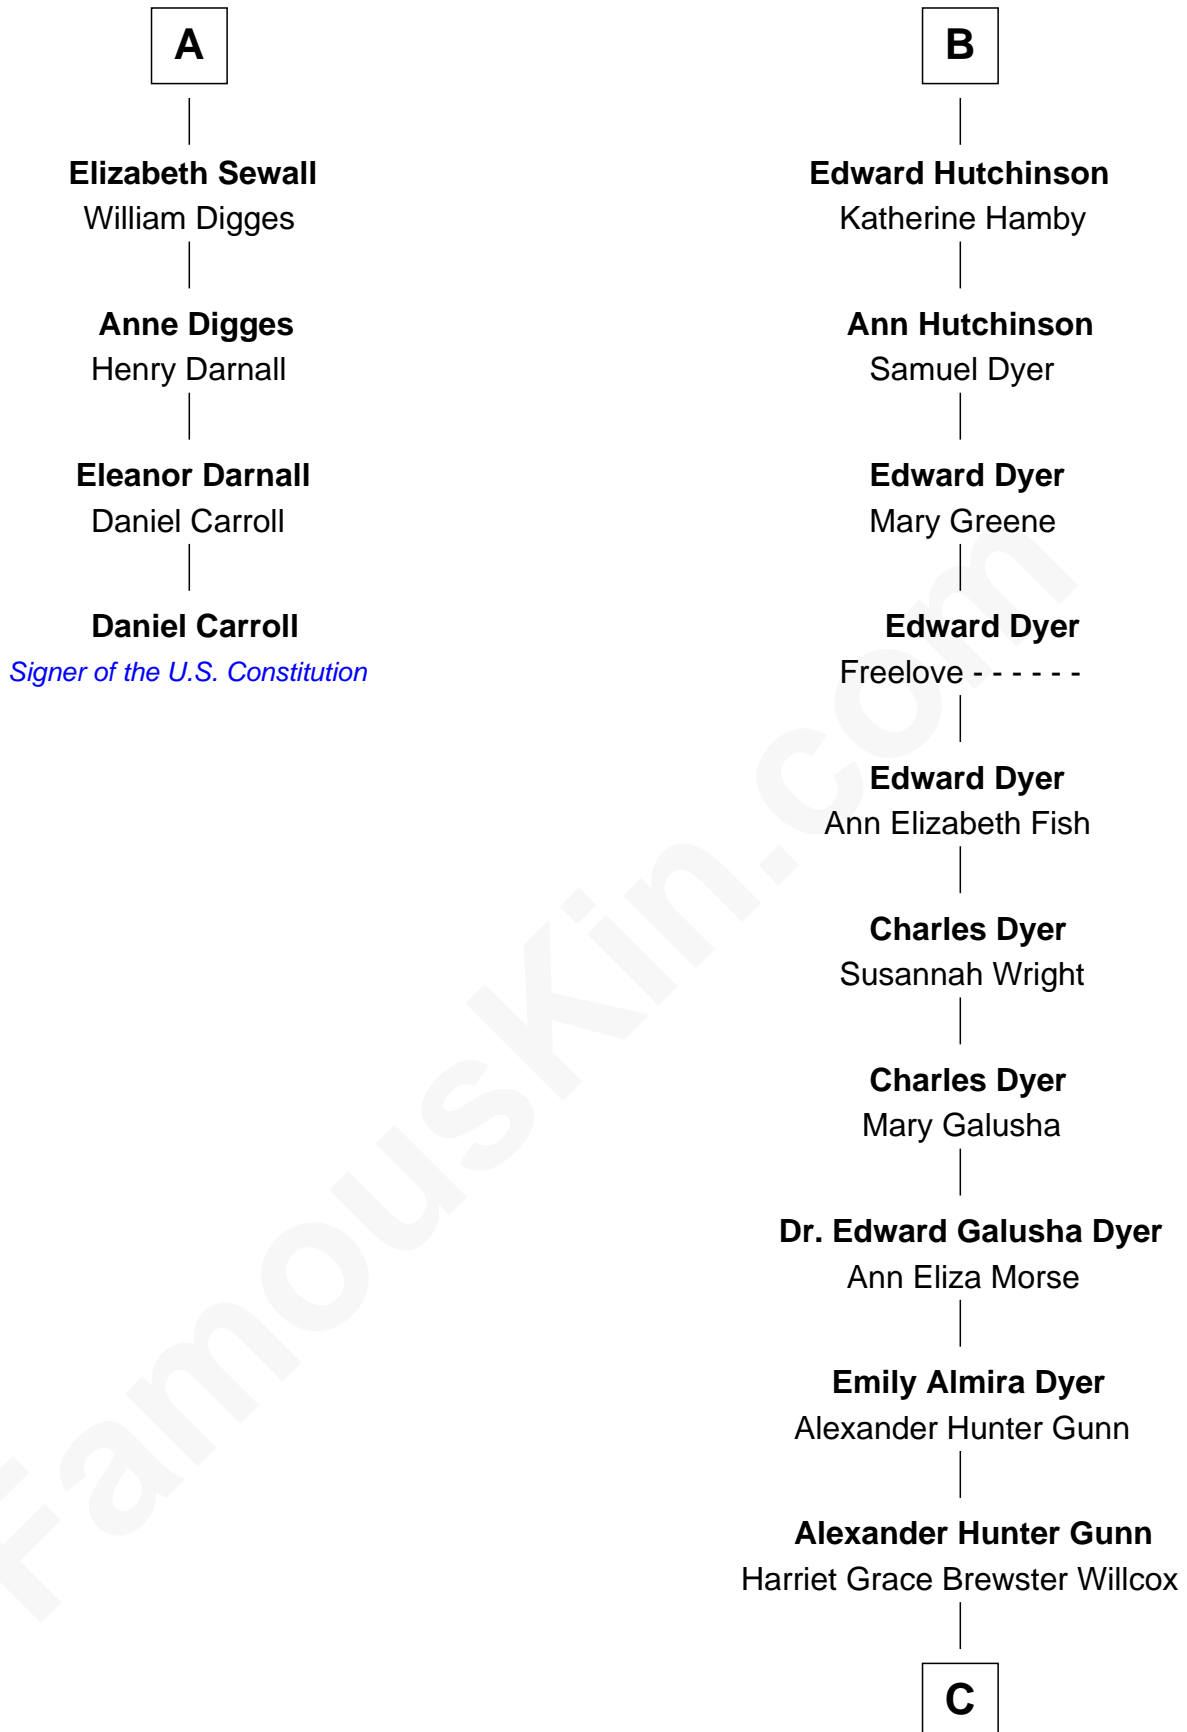 A
Elizabeth Sewall
William Digges
Anne Digges
Henry Darnall
Eleanor Darnall
Daniel Carroll
Daniel Carroll
Signer of the U.S. Constitution
B
Edward Hutchinson
Katherine Hamby
Ann Hutchinson
Samuel Dyer
Edward Dyer
Mary Greene
Edward Dyer
Freelove - - - - - -
Edward Dyer
Ann Elizabeth Fish
Charles Dyer
Susannah Wright
Charles Dyer
Mary Galusha
Dr. Edward Galusha Dyer
Ann Eliza Morse
Emily Almira Dyer
Alexander Hunter Gunn
Alexander Hunter Gunn
Harriet Grace Brewster Willcox
C
FamousKin.com